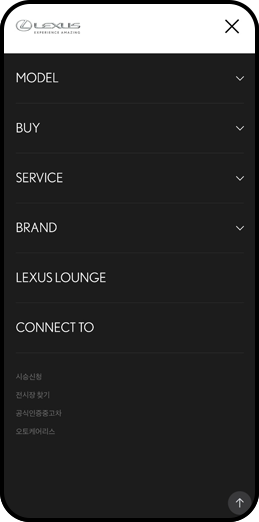 LEXUS
EXPERIENCE AMAZING
MODEL
BUY
SERVICE
BRAND
LEXUS LOUNGE
CONNECT TO
시승신청
전시장 찾기
공식인증중고차
오토케어리스